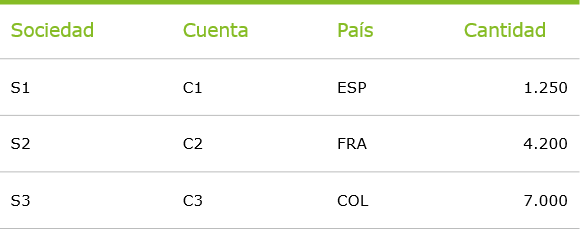 Sociedad Cuenta País Cantidad
S1 C1 ESP 1.250
S2 C2 FRA 4.200
S3 C3 COL 7.000